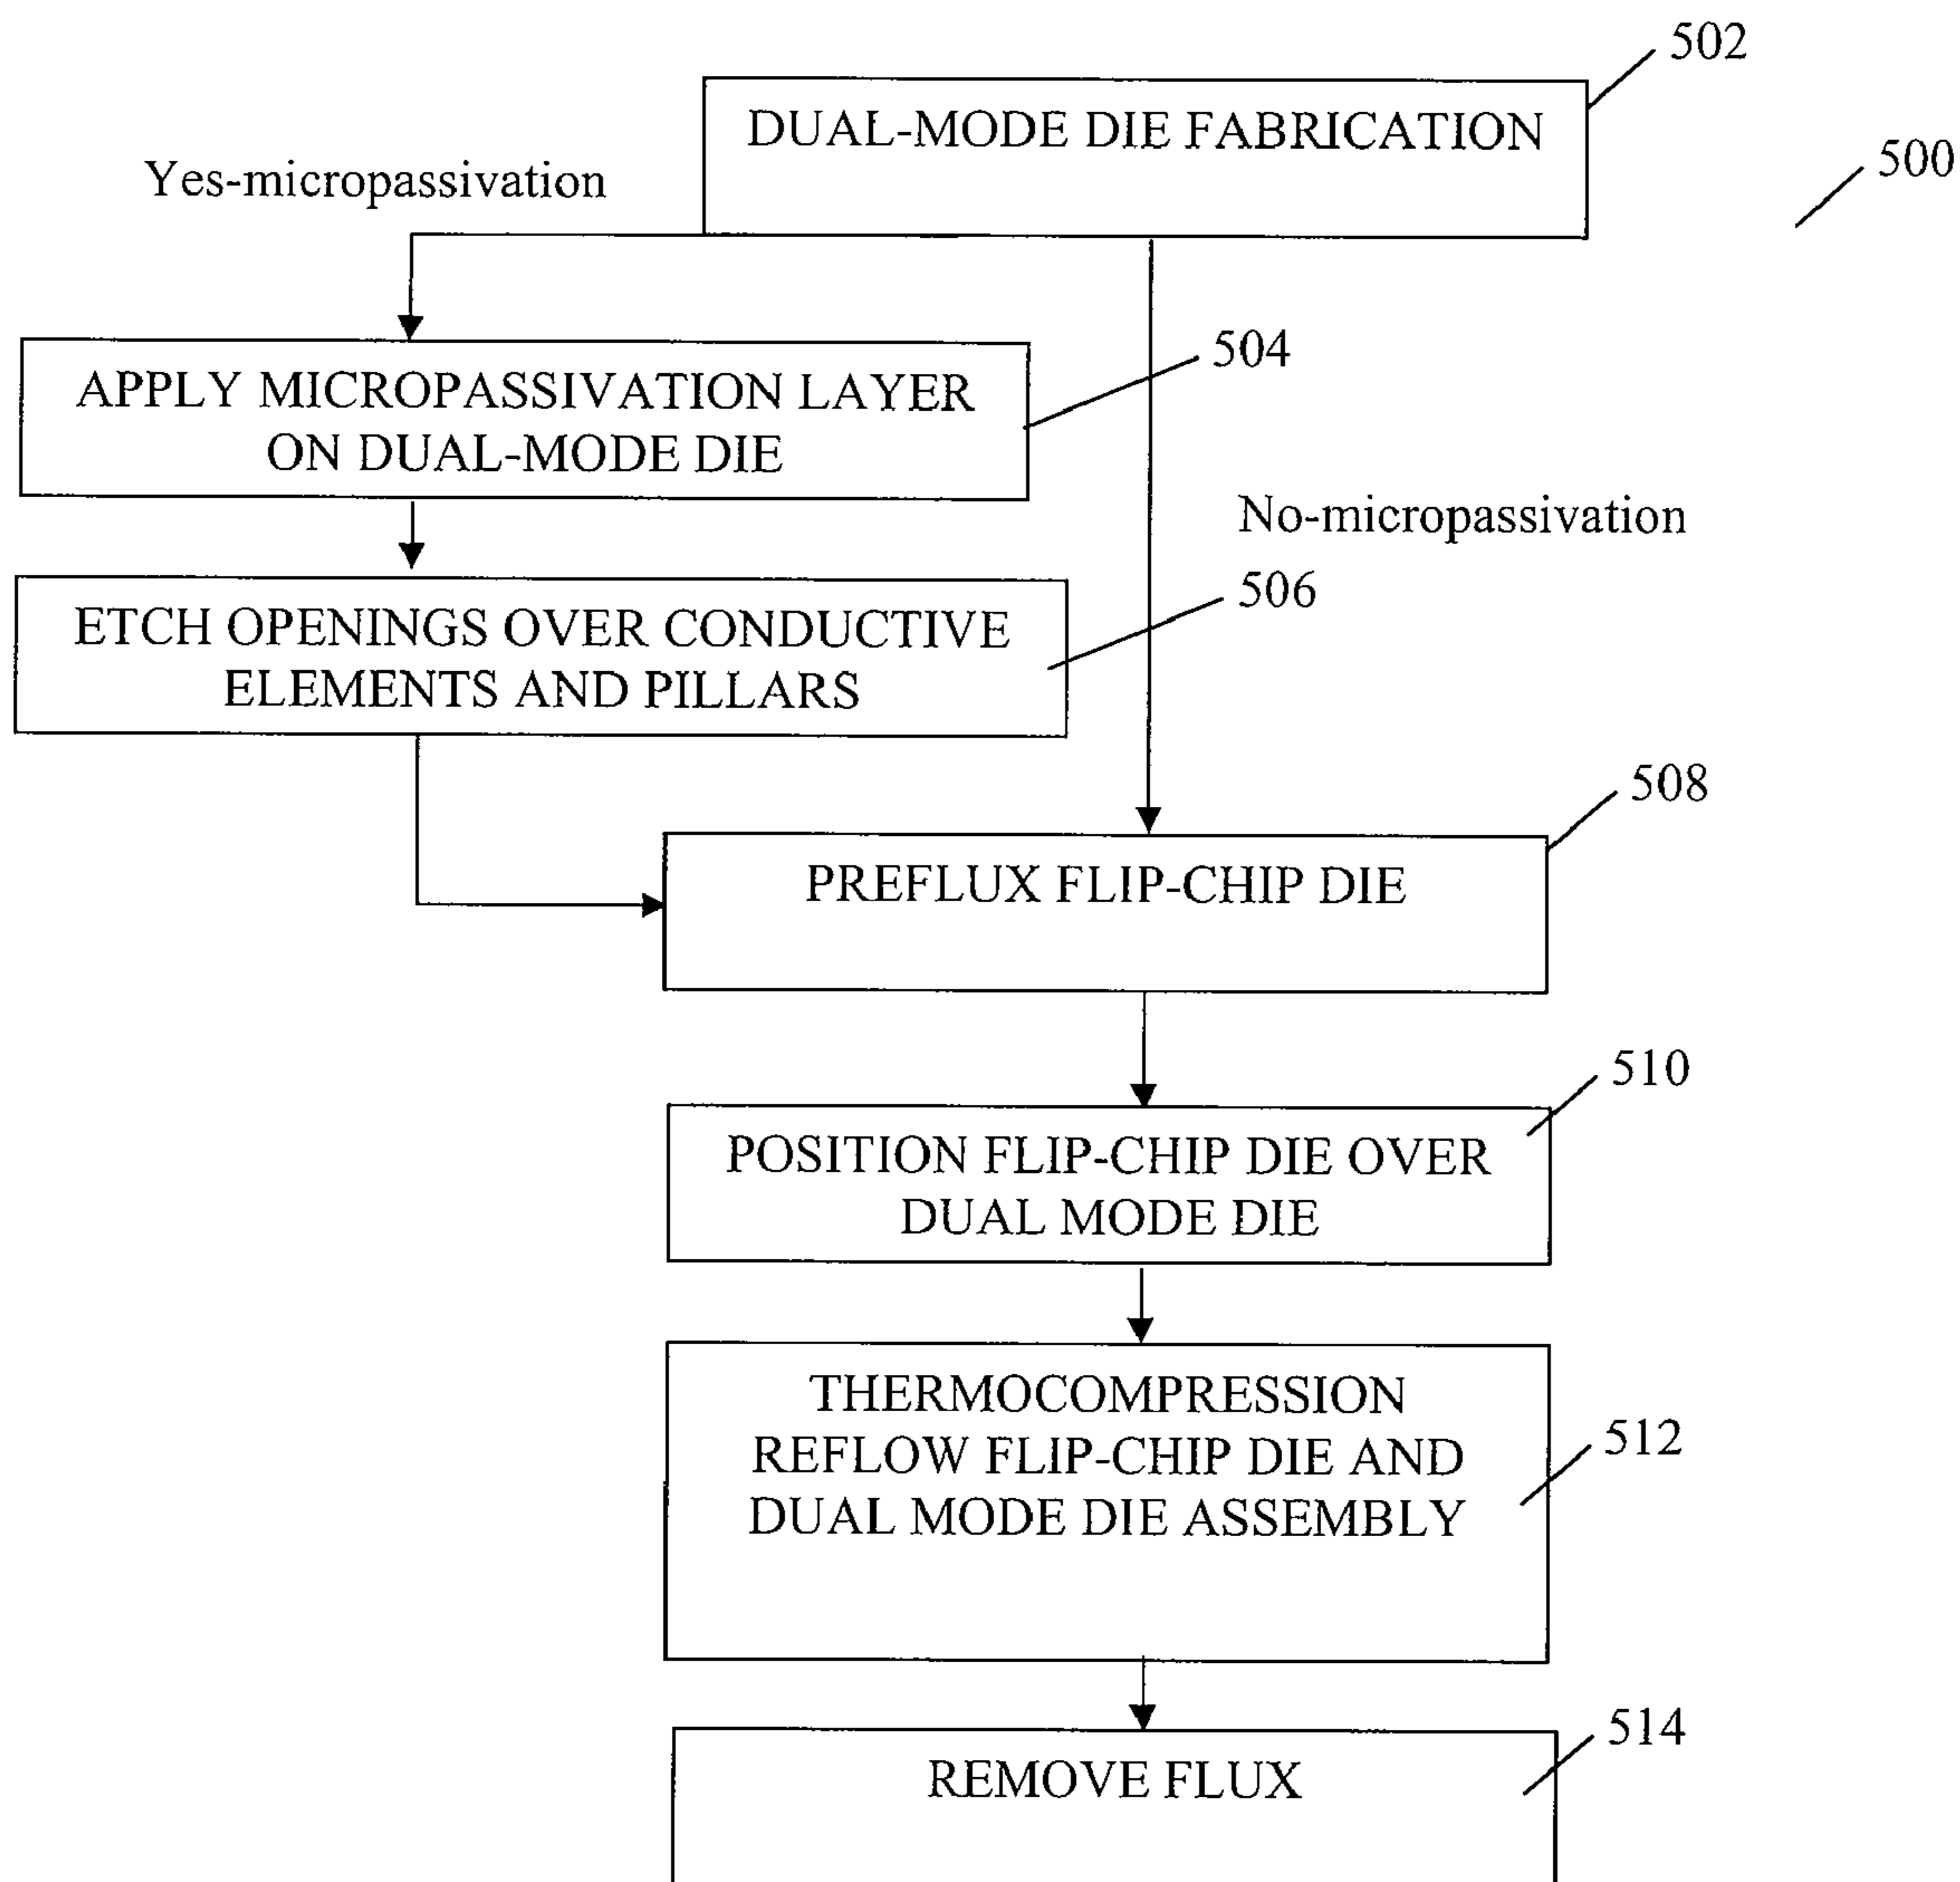 502
DUAL-MODE DIE FABRICATION
500
Yes-micropassivation
504
APPLY MICROPASSIVATION LAYER
ON DUAL-MODE DIE
No-micropassivation
506
ETCH OPENINGS OVER CONDUCTIVE
ELEMENTS AND PILLARS
508
PREFLUX FLIP-CHIP DIE
510
POSITION FLIP-CHIP DIE OVER
DUAL MODE DIE
THERMOCOMPRESSION
REFLOW FLIP-CHIP DIE AND
DUAL MODE DIE ASSEMBLY
512
514
REMOVE FLUX